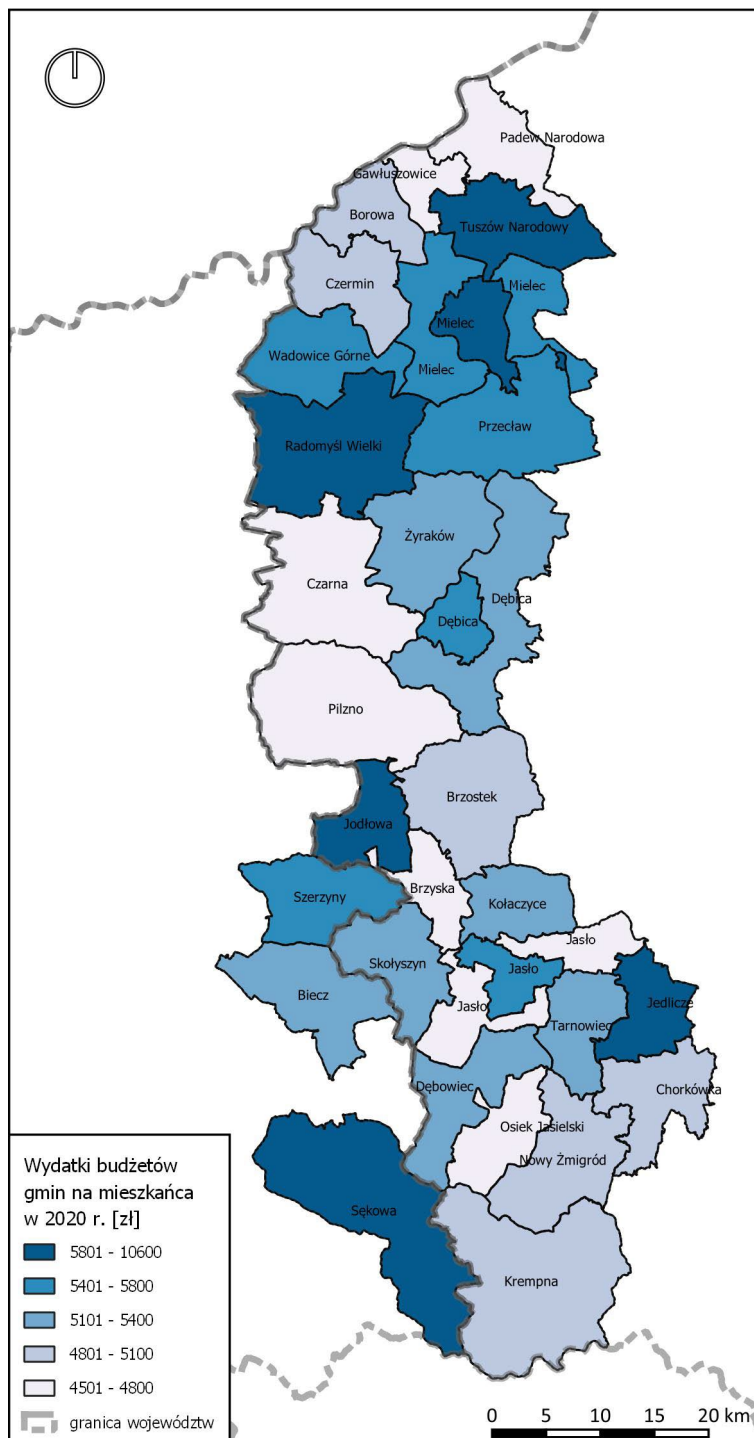 Padew Narodowa
Gawłuszowice
Borowa
Tuszów Narodowy
Czermin
Mielec
Mielec
Wadowice Górne
Mielec
Przecław
Radomyśl Wielki
Żyraków
Czarna
Dębica
Dębica
Pilzno
Brzostek
Jodłowa
Brzyska
Szerzyny
Kołaczyce
Jasło
Skołyszyn
Jasło
Biecz
Jasło
Jedlicze
Tarnowiec
Dębowiec
Chorkówka
Osiek Jasielski
Nowy Żmigród
Sękowa
Krempna
Wydatki budżetów
gmin na mieszkańca
w 2020 r. [zł]
5801 - 10600
5401 - 5800
5101 - 5400
4801 - 5100
4501 - 4800
granica województw
0 5 10 15 20 km